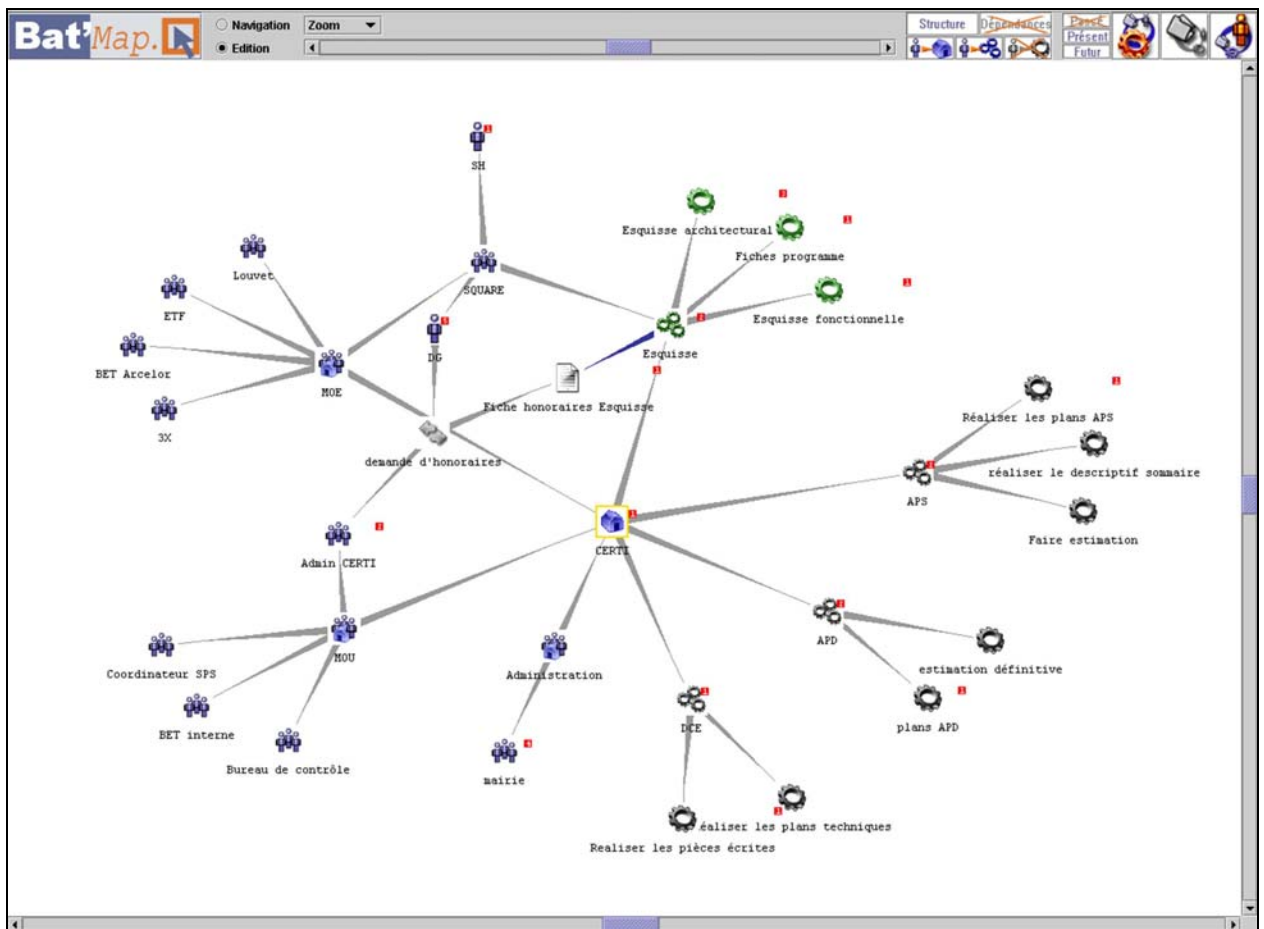 Bat'Map.
Navigation
Edition
Zoom
Structure
Dépendances
Passé
Présent
Futur
SH
Esquisse architectural
Fiches programme
Louvet
SQUARE
ETF
Esquisse fonctionnelle
DG
Esquisse
BET Arcelor
MOE
Fiche honoraires Esquisse
Réaliser les plans APS
3X
demande d'honoraires
réaliser le descriptif sommaire
APS
Faire estimation
CERTI
Admin CERTI
APD
MOU
estimation définitive
Coordinateur SPS
Administration
BET interne
DCE
plans APD
Bureau de contrôle
mairie
éaliser les plans techniques
Realiser les pièces écrites